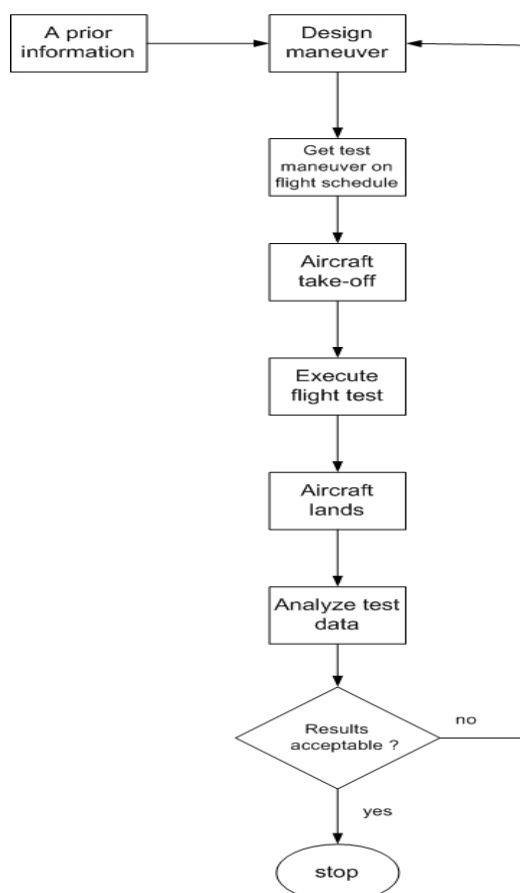 A prior
information
Design
maneuver
Get test
maneuver on
flight schedule
Aircraft
take-off
Execute
flight test
Aircraft
lands
Analyze test
data
Results
acceptable ?
no
yes
stop